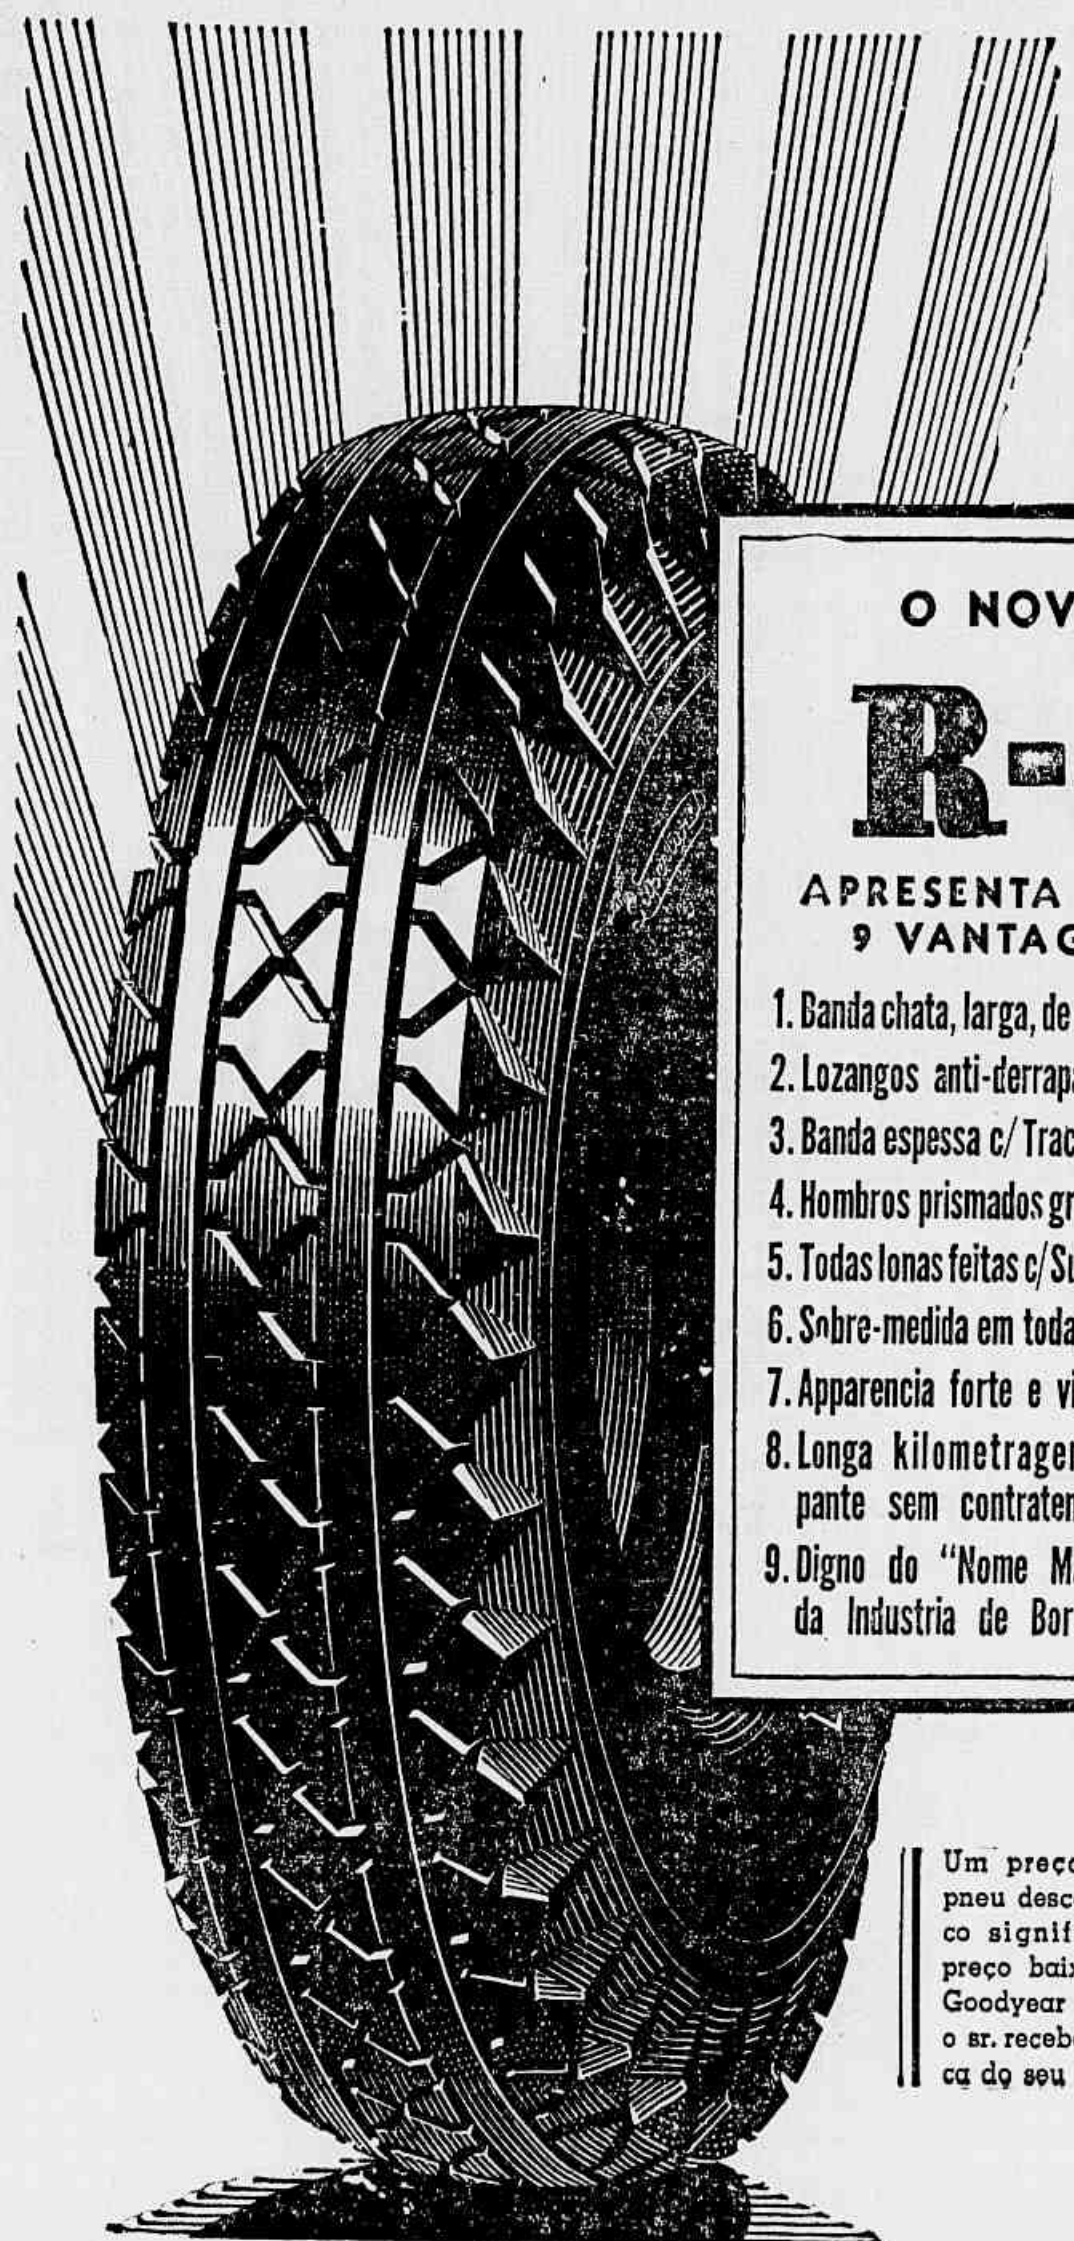 O NOV
R-
APRESENTA
9 VANTAG
1. Banda chata, larga, de
2. Lozangos anti-derrapa
3. Banda espessa c/ Trac
4. Hombros prismados gr
5. Todas lonas feitas c/ Su
6. Sobre-medida em toda
7. Apparencia forte e vi
8. Longa kilometragem
pante sem contratem
9. Digno do “Nome Ma
da Industria de Bor
Um preço
pneu desc
co signif
preço baix
Goodyear
o sr. recebe
ca do seu